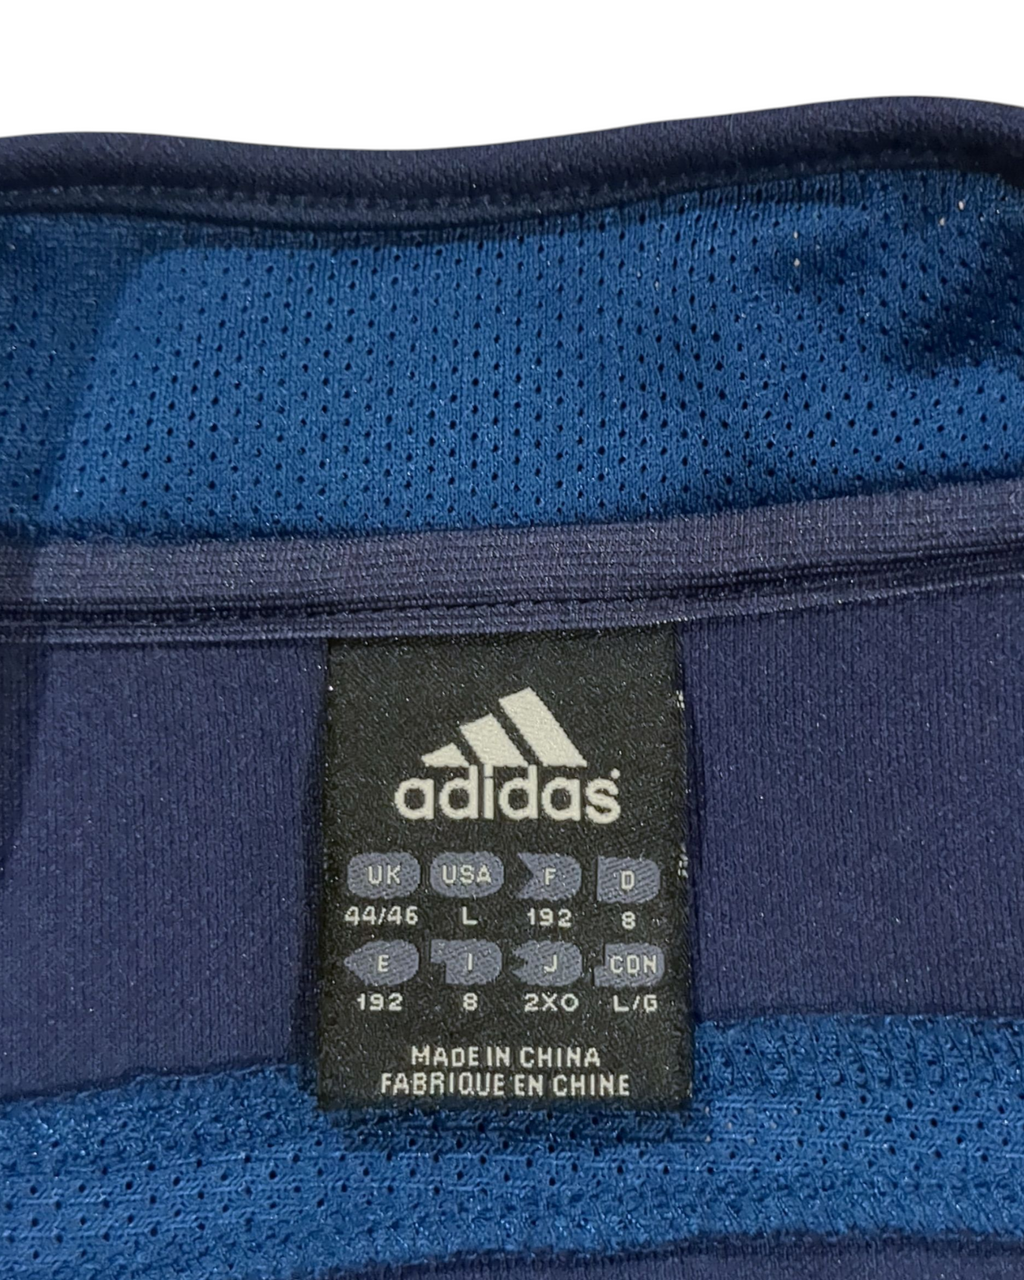 adidas
UK USA F D
44/46 L 192 8
E I J CDN
192 8 2XO L/G
MADE IN CHINA
FABRIQUE EN CHINE